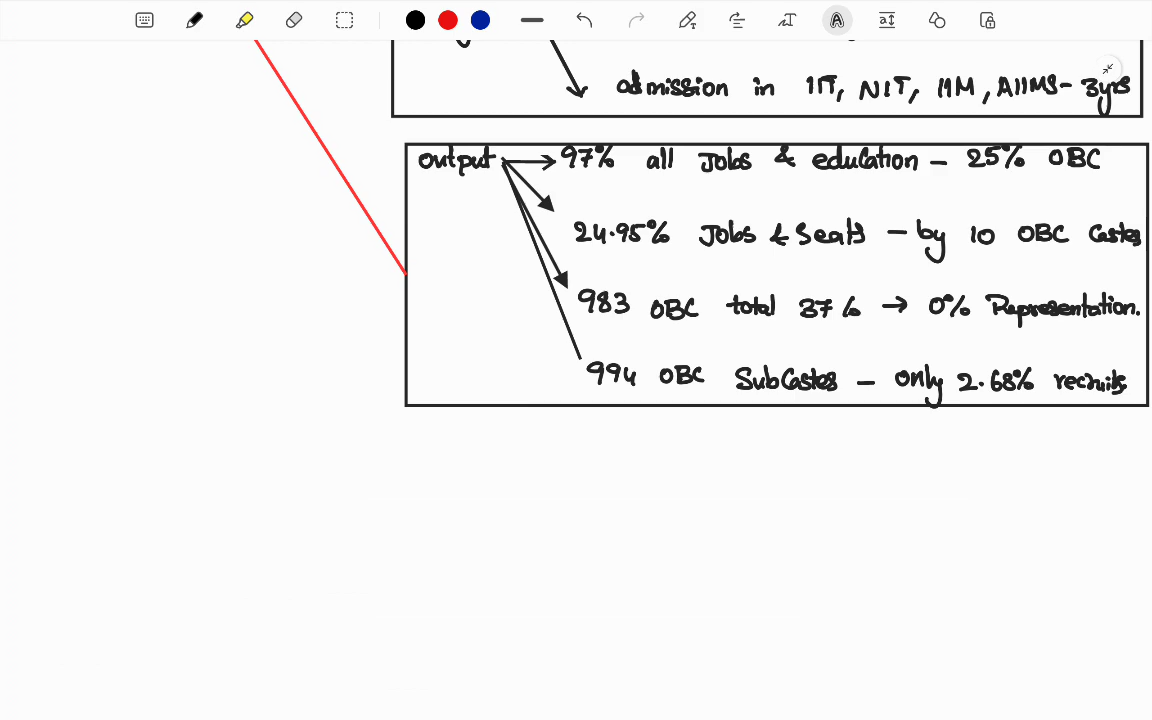 admission in IIT, NIT, IIM, AIIMS - 3yrs
output → 97% all Jobs & education - 25% OBC
24.95% Jobs & Seats - by 10 OBC Castes
983 OBC total 37% → 0% Representation.
994 OBC SubCastes - only 2.68% recruits